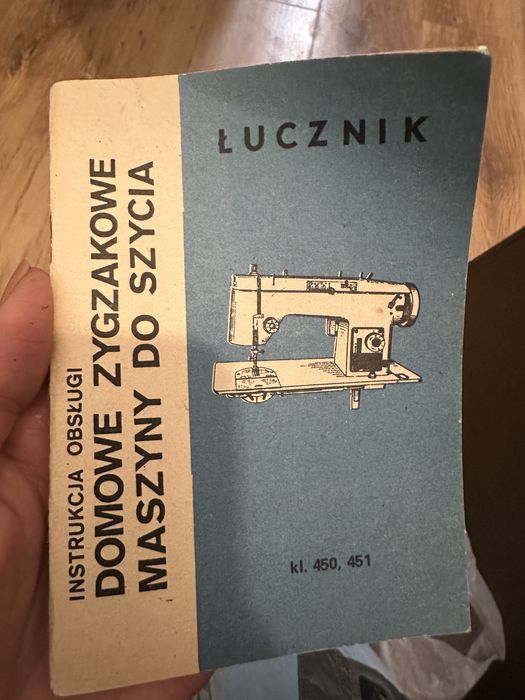 INSTRUKCJA OBSŁUGI
DOMOWE ZYGZAKOWE
MASZYNY DO SZYCIA
ŁUCZNIK
kl. 450, 451